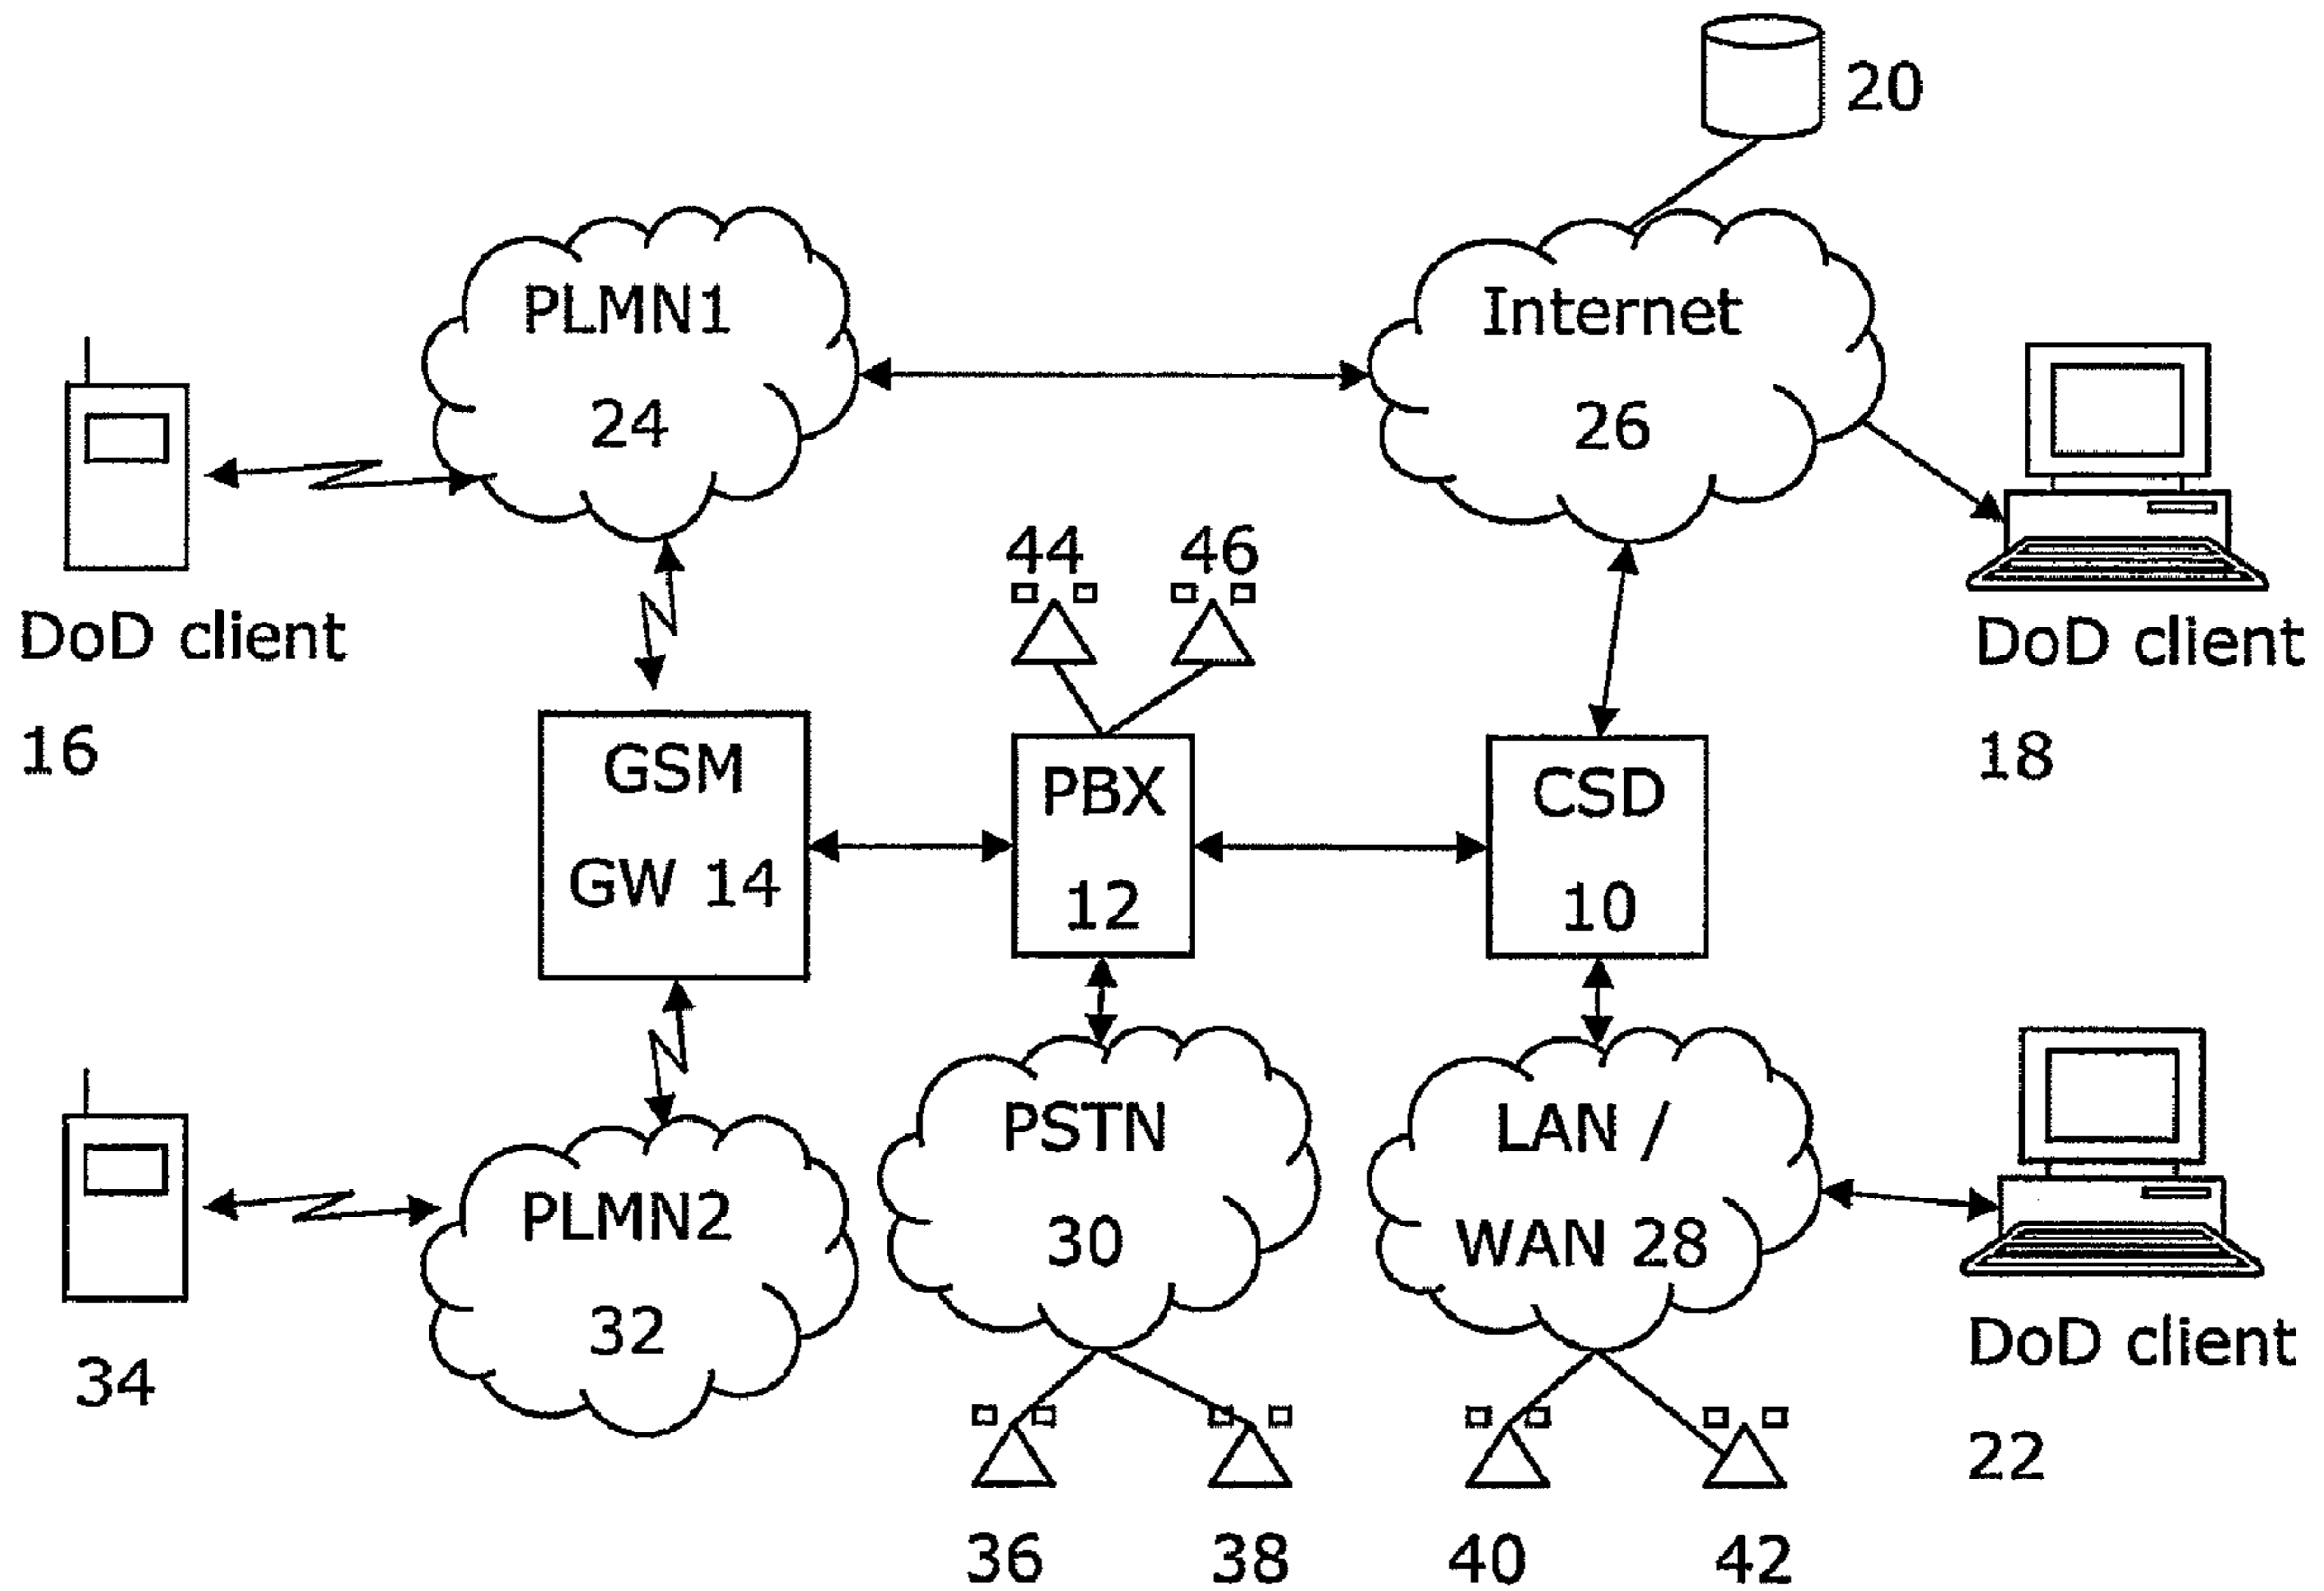 20
PLMN1
24
Internet
26
DoD client
16
44
46
DoD client
18
GSM
GW 14
PBX
12
CSD
10
34
PLMN2
32
PSTN
30
LAN /
WAN 28
DoD client
22
36
38
40
42